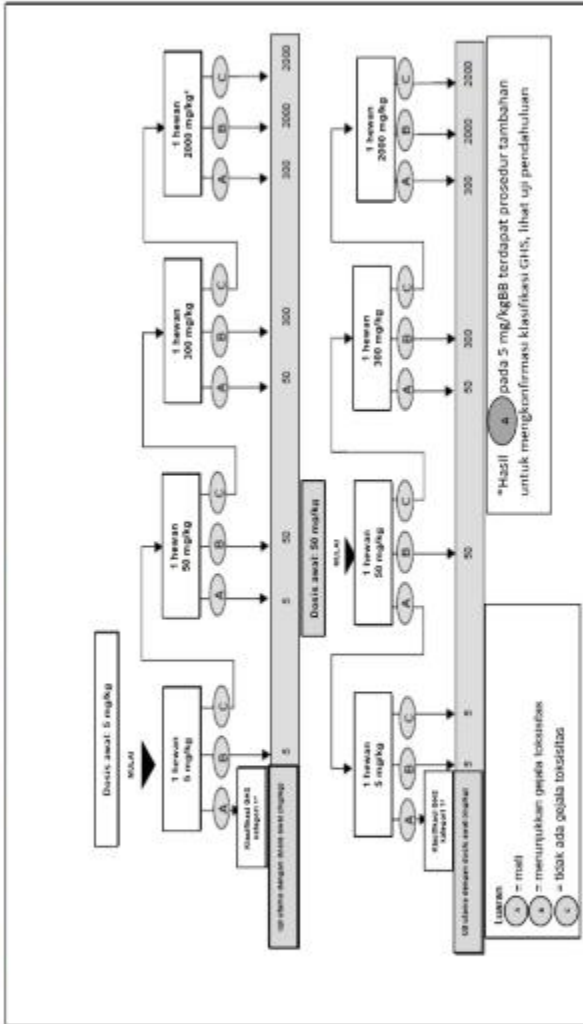 Dosis awal: 5 mg/kg
MULAI
1 hewan
5 mg/kg
1 hewan
50 mg/kg
1 hewan
300 mg/kg
1 hewan
2000 mg/kg*
A
B
C
A
B
C
A
B
C
A
B
C
Klasifikasi GHS
kategori 1*
Uji utama dengan dosis awal (mg/kg)
5
5
50
50
300
300
2000
2000
Dosis awal: 50 mg/kg
MULAI
1 hewan
5 mg/kg
1 hewan
50 mg/kg
1 hewan
300 mg/kg
1 hewan
2000 mg/kg
A
B
C
A
B
C
A
B
C
A
B
C
Klasifikasi GHS
kategori 1*
Uji utama dengan dosis awal (mg/kg)
5
5
50
50
300
300
2000
2000
Luaran
A = mati
B = menunjukkan gejala toksisitas
C = tidak ada gejala toksisitas
*Hasil A pada 5 mg/kgBB terdapat prosedur tambahan
untuk mengkonfirmasi klasifikasi GHS, lihat uji pendahuluan